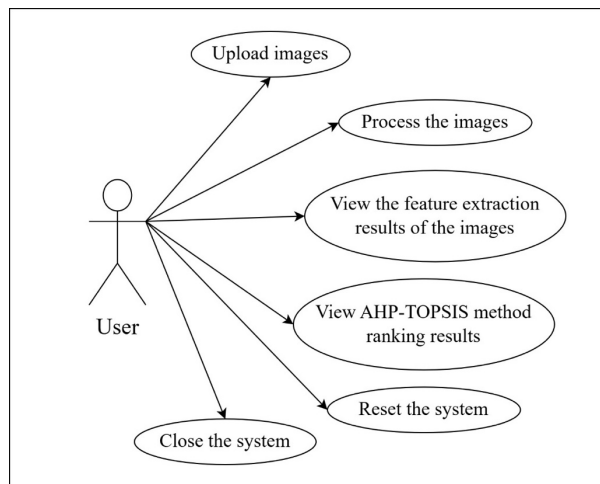 Upload images
Process the images
View the feature extraction
results of the images
User
View AHP-TOPSIS method
ranking results
Reset the system
Close the system